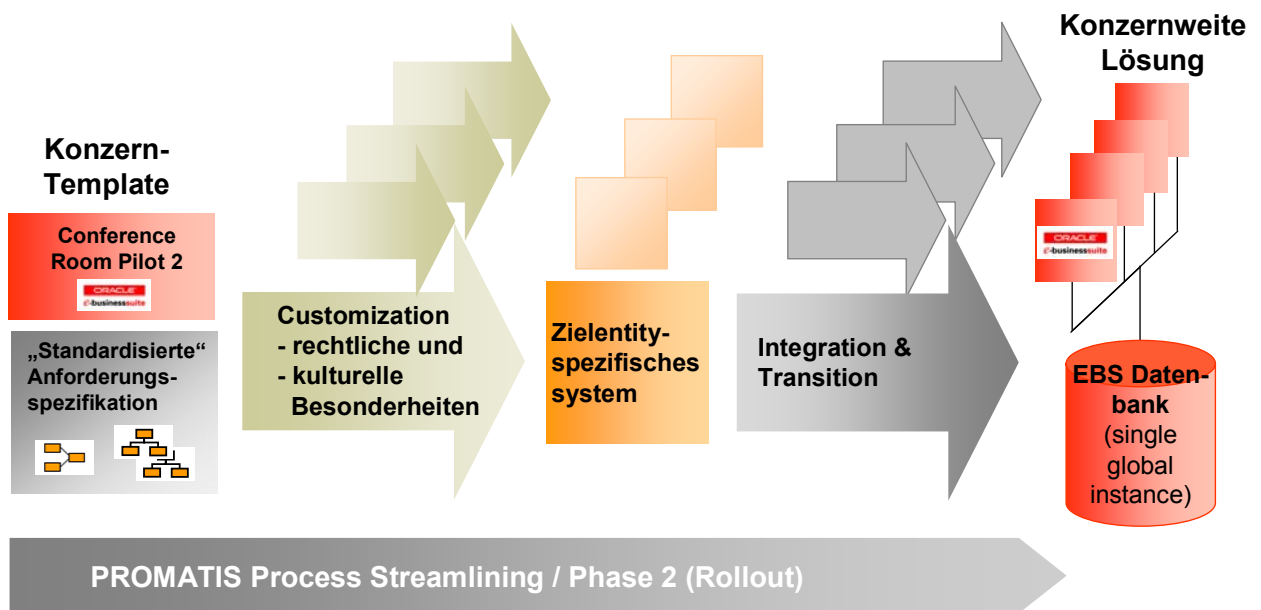 Konzern-
Template
Conference
Room Pilot 2
ORACLE
e-businesssuite
„Standardisierte“
Anforderungs-
spezifikation
Customization
- rechtliche und
- kulturelle
Besonderheiten
Zielentity-
spezifisches
system
Integration &
Transition
Konzernweite
Lösung
ORACLE
e-businesssuite
EBS Daten-
bank
(single
global
instance)
PROMATIS Process Streamlining / Phase 2 (Rollout)